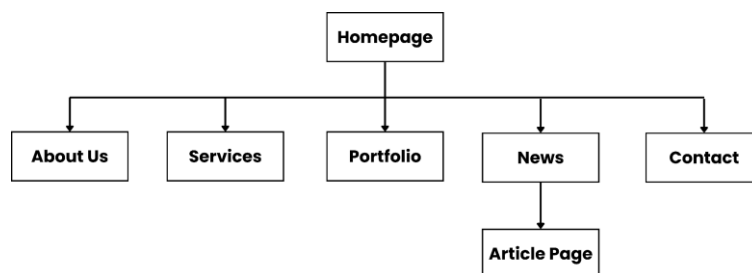 Homepage
About Us
Services
Portfolio
News
Contact
Article Page